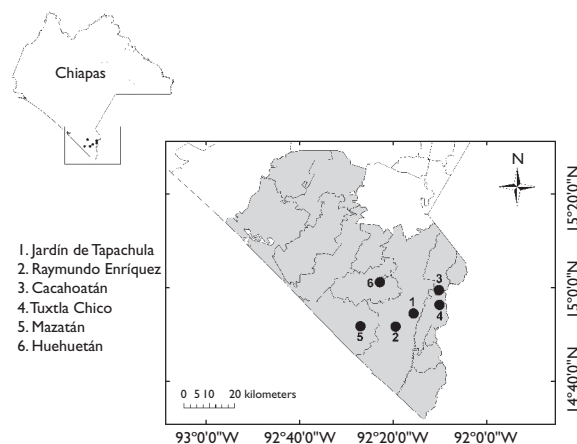 Chiapas
N
1. Jardín de Tapachula
2. Raymundo Enríquez
3. Cacahoatán
4. Tuxtla Chico
5. Mazatán
6. Huehuetán
6
3
1
4
5
2
15°20'0"N
15°0'0"N
14°40'0"N
0 5 10 20 kilometers
93°0'0"W 92°40'0"W 92°20'0"W 92°0'0"W